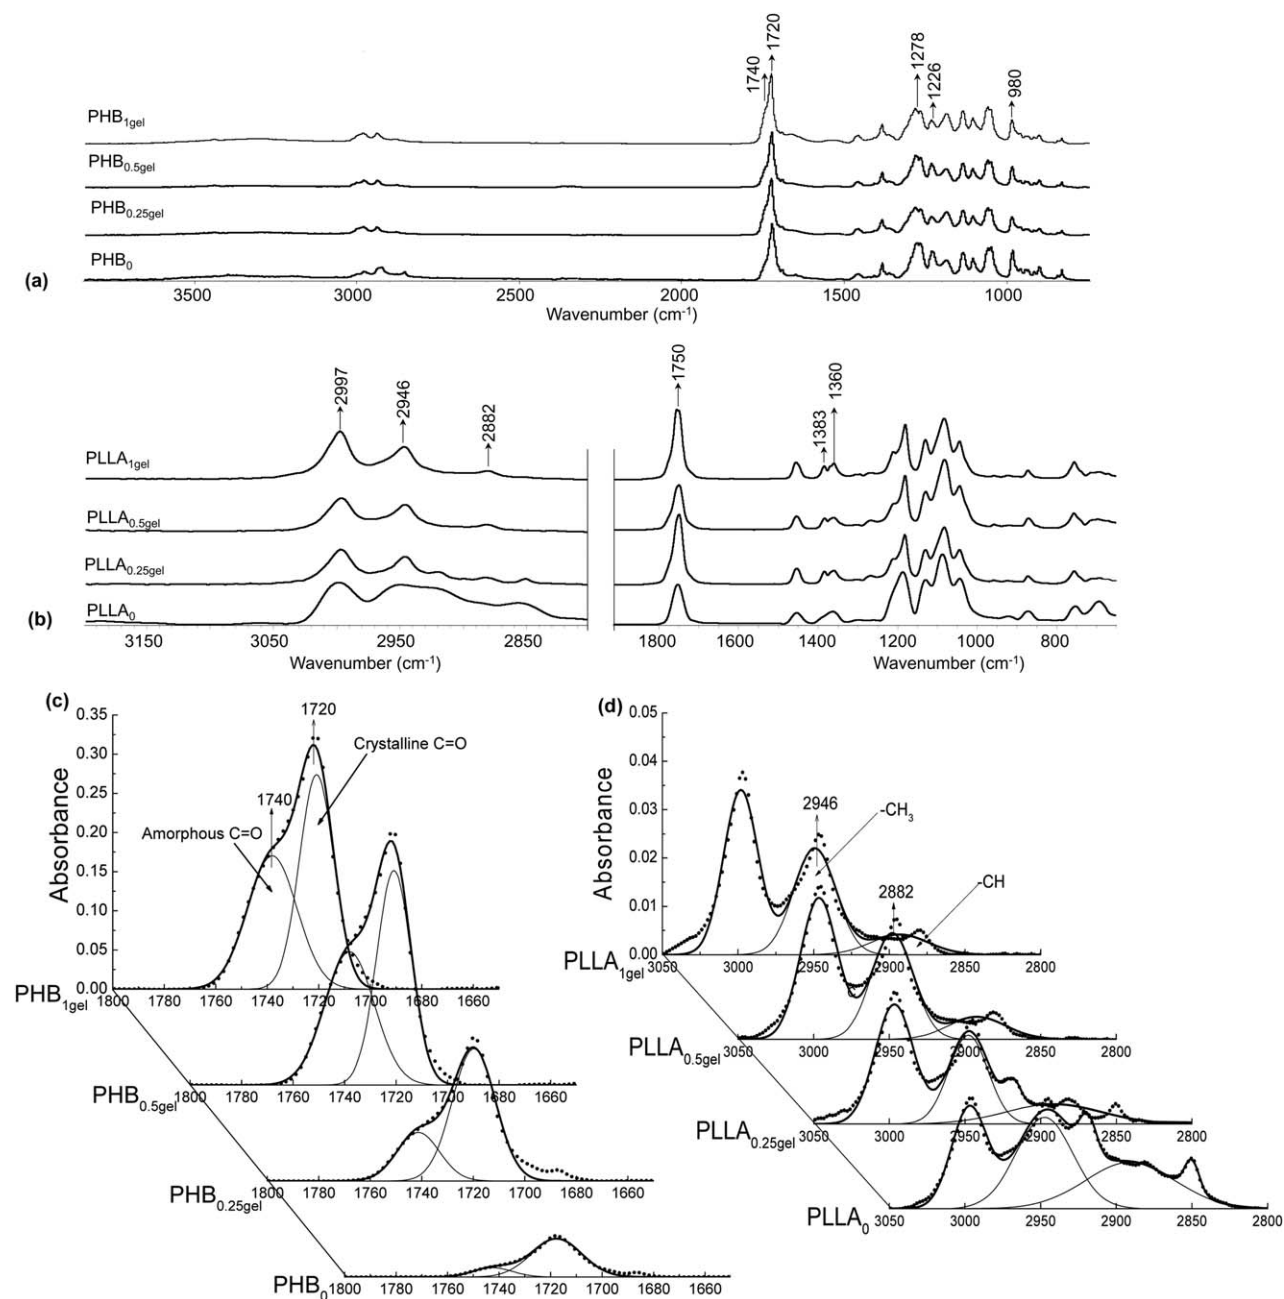 1740
1720
1278
1226
980
PHB1gel
PHB0.5gel
PHB0.25gel
PHB0
(a)
3500 3000 2500 2000 1500 1000
Wavenumber (cm-1)
2997
2946
2882
1750
1383
1360
PLLA1gel
PLLA0.5gel
PLLA0.25gel
PLLA0
(b)
3150 3050 2950 2850
1800 1600 1400 1200 1000 800
Wavenumber (cm-1)
Wavenumber (cm-1)
(c)
0.35
0.30
0.25
0.20
0.15
0.10
0.05
0.00
Absorbance
1720
Crystalline C=O
1740
Amorphous C=O
PHB1gel
1800 1780 1760 1740 1720 1700 1680 1660
PHB0.5gel
1800 1780 1760 1740 1720 1700 1680 1660
PHB0.25gel
1800 1780 1760 1740 1720 1700 1680 1660
PHB0
1800 1780 1760 1740 1720 1700 1680 1660
(d)
0.05
0.04
0.03
0.02
0.01
0.00
Absorbance
2946
-CH3
2882
-CH
PLLA1gel
3050 3000 2950 2900 2850 2800
PLLA0.5gel
3050 3000 2950 2900 2850 2800
PLLA0.25gel
3050 3000 2950 2900 2850 2800
PLLA0
3050 3000 2950 2900 2850 2800